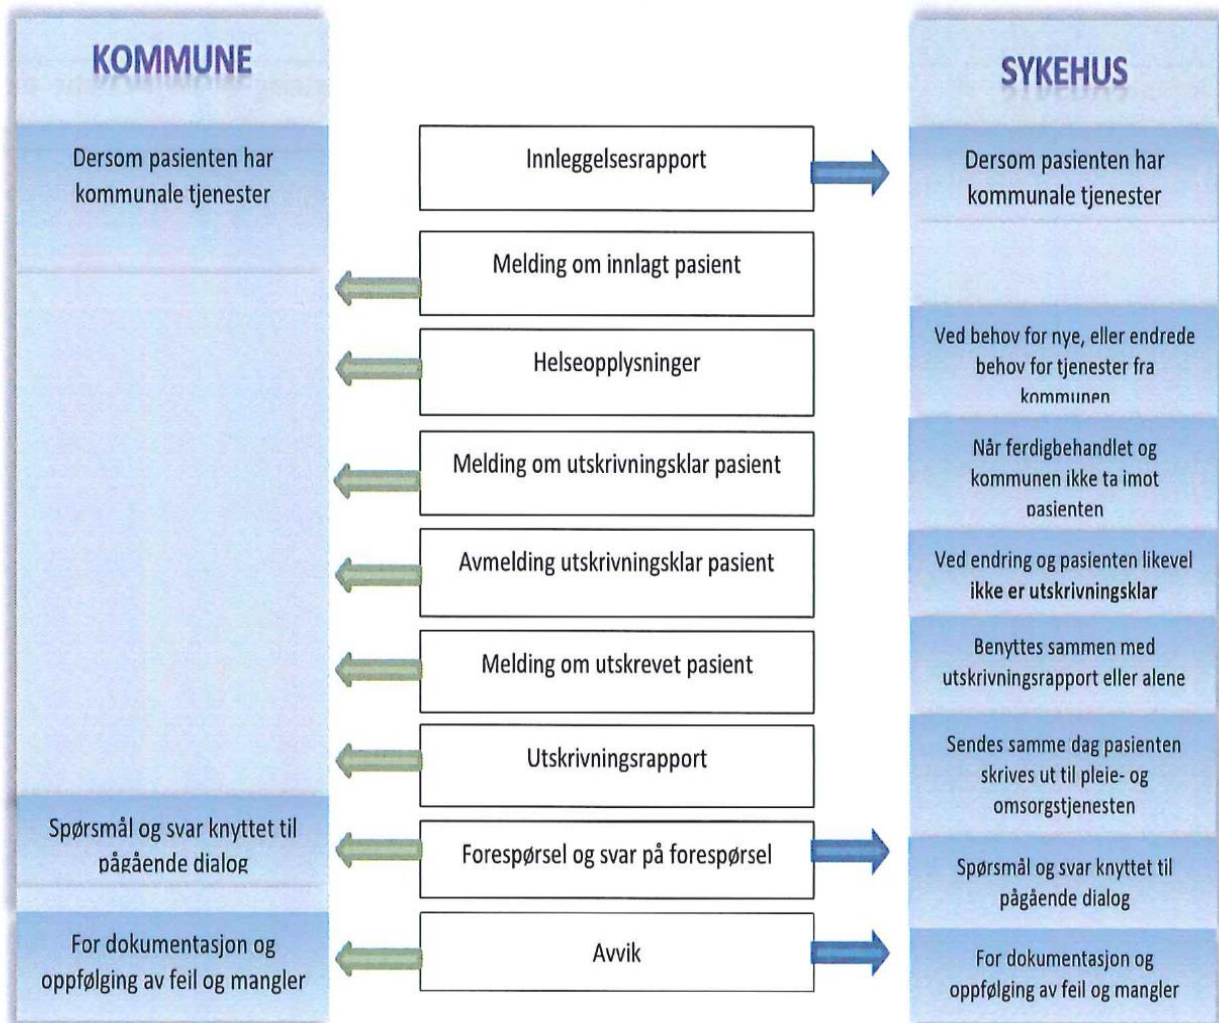 KOMMUNE
SYKEHUS
Dersom pasienten har
kommunale tjenester
Innleggelsesrapport
Dersom pasienten har
kommunale tjenester
Melding om innlagt pasient
Helseopplysninger
Ved behov for nye, eller endrede
behov for tjenester fra
kommunen
Melding om utskrivningsklar pasient
Når ferdigbehandlet og
kommunen ikke ta imot
pasienten
Avmelding utskrivningsklar pasient
Ved endring og pasienten likevel
ikke er utskrivningsklar
Melding om utskrevet pasient
Benyttes sammen med
utskrivningsrapport eller alene
Utskrivningsrapport
Sendes samme dag pasienten
skrives ut til pleie- og
omsorgstjenesten
Spørsmål og svar knyttet til
pågående dialog
Forespørsel og svar på forespørsel
Spørsmål og svar knyttet til
pågående dialog
For dokumentasjon og
oppfølging av feil og mangler
Avvik
For dokumentasjon og
oppfølging av feil og mangler